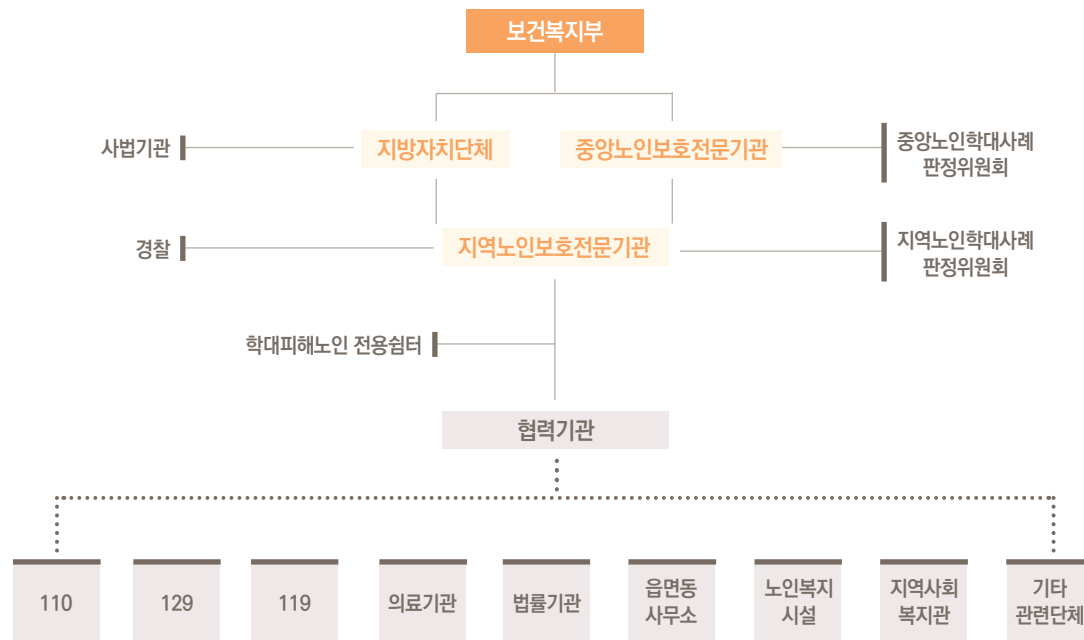 보건복지부
사법기관
지방자치단체
중앙노인보호전문기관
중앙노인학대사례
판정위원회
경찰
지역노인보호전문기관
지역노인학대사례
판정위원회
학대피해노인 전용쉼터
협력기관
110
129
119
의료기관
법률기관
읍면동
사무소
노인복지
시설
지역사회
복지관
기타
관련단체